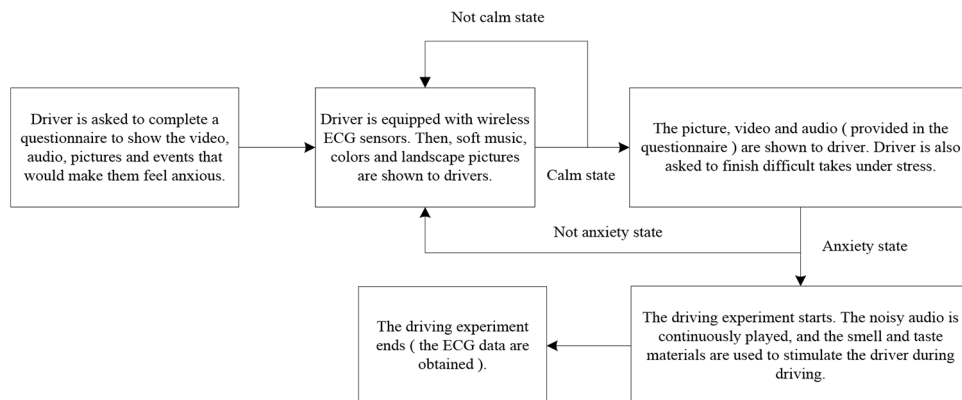 Not calm state
Driver is asked to complete a
questionnaire to show the video,
audio, pictures and events that
would make them feel anxious.
Driver is equipped with wireless
ECG sensors. Then, soft music,
colors and landscape pictures
are shown to drivers.
Calm state
The picture, video and audio ( provided in the
questionnaire ) are shown to driver. Driver is also
asked to finish difficult takes under stress.
Not anxiety state
Anxiety state
The driving experiment starts. The noisy audio is
continuously played, and the smell and taste
materials are used to stimulate the driver during
driving.
The driving experiment
ends ( the ECG data are
obtained ).